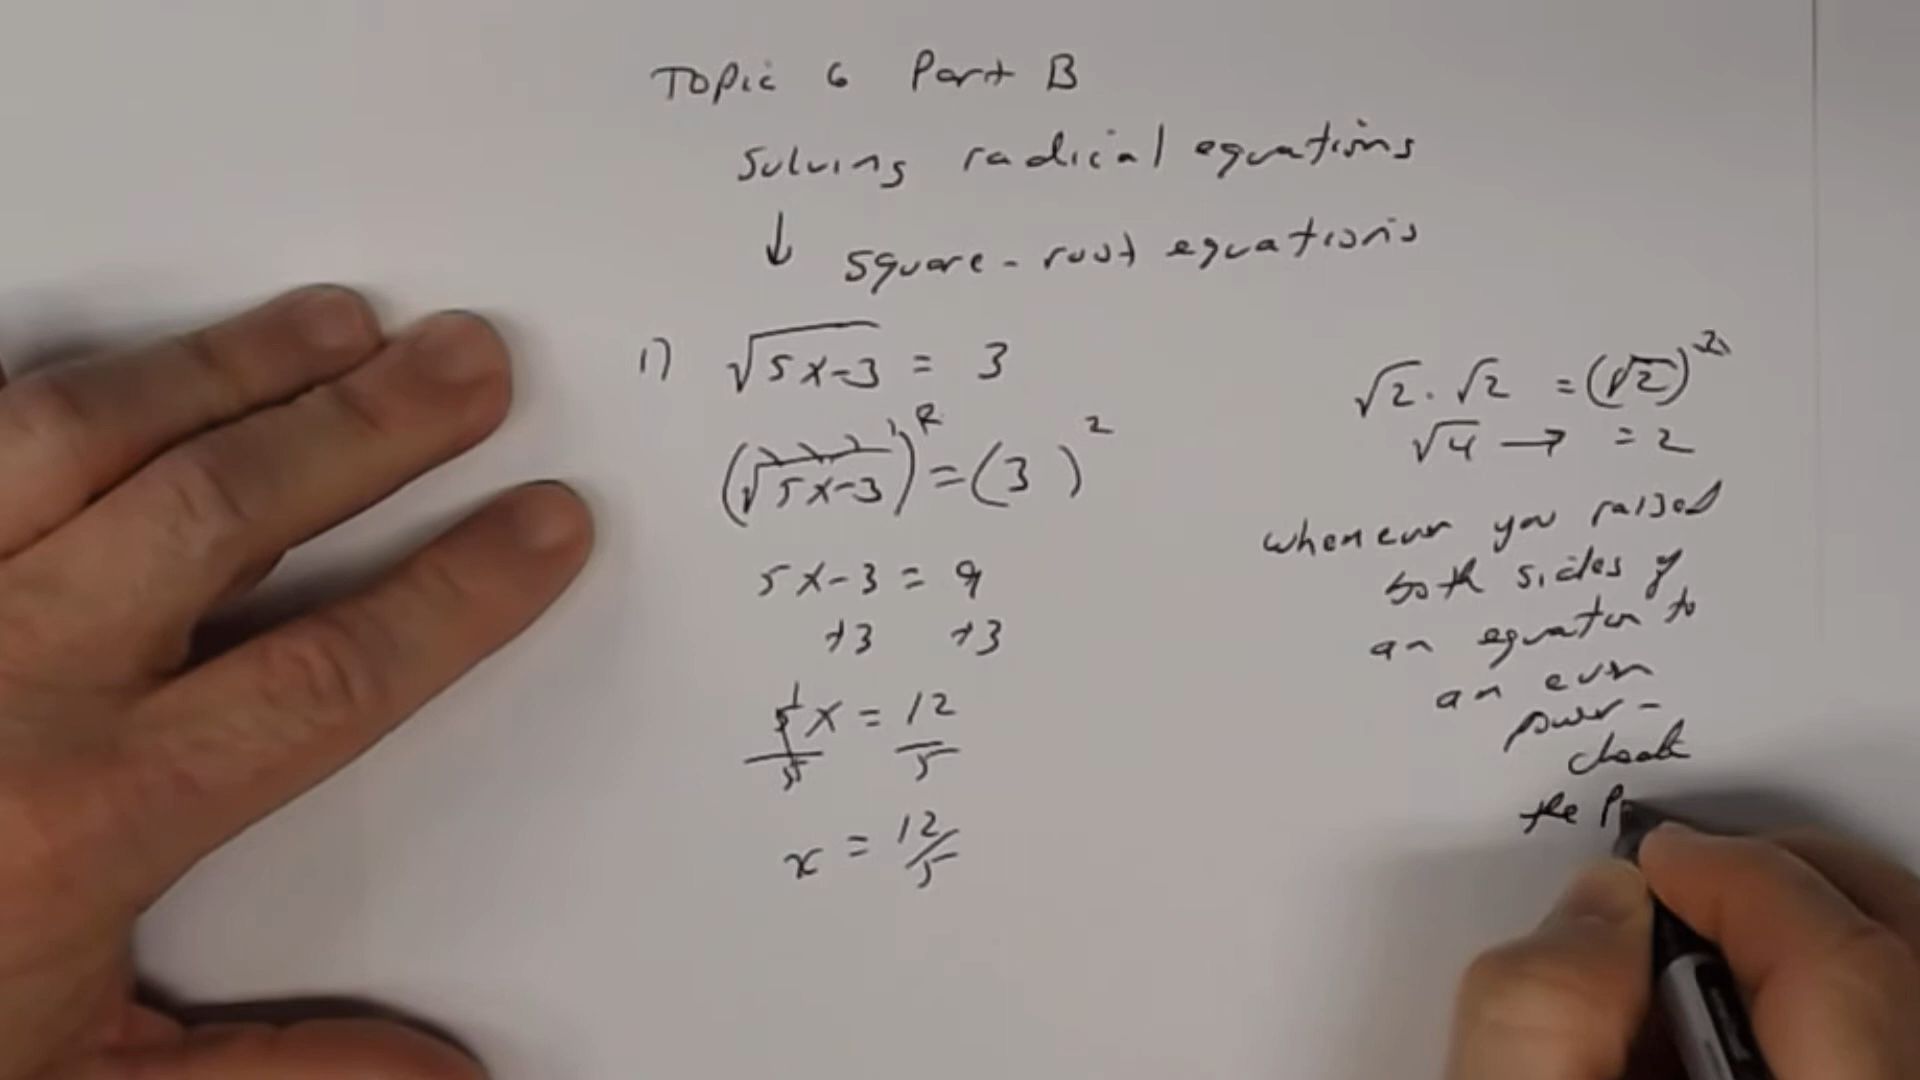 Topic 6 Part B
Solving radical equations
↓ square-root equations
1) √5x-3 = 3
(√5x-3)² = (3)²
5x-3 = 9
+3 +3
5x = 12
5 5
x = 12/5
√2 · √2 = (√2)²
√4 → = 2
whenever you raised
both sides of
an equation to
an even
power -
check
the P